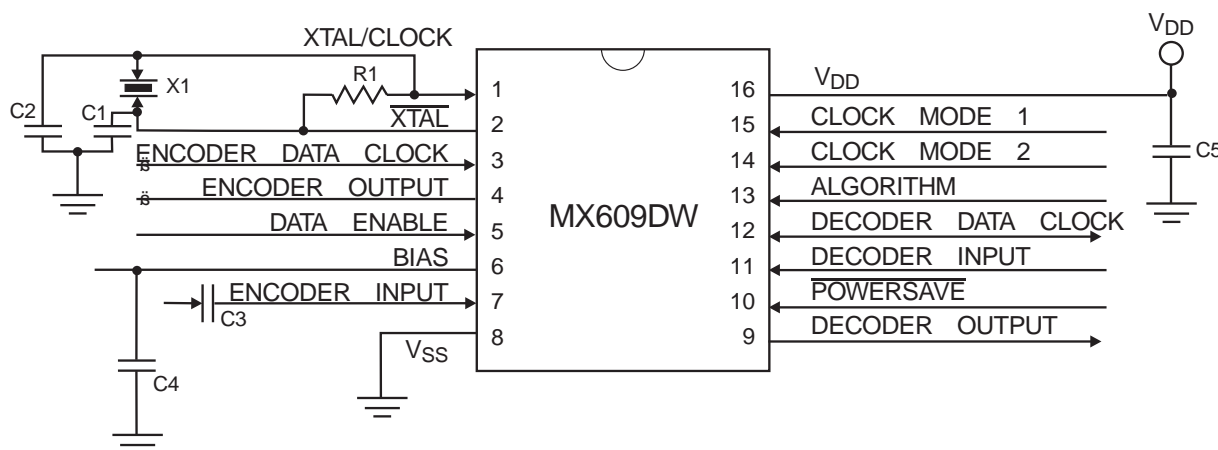 XTAL/CLOCK
VDD
X1
R1
C2
C1
XTAL
ENCODER DATA CLOCK
ENCODER OUTPUT
DATA ENABLE
BIAS
ENCODER INPUT
C3
VSS
C4
1
2
3
4
5
6
7
8
MX609DW
16
15
14
13
12
11
10
9
VDD
CLOCK MODE 1
CLOCK MODE 2
ALGORITHM
DECODER DATA CLOCK
DECODER INPUT
POWERSAVE
DECODER OUTPUT
C5